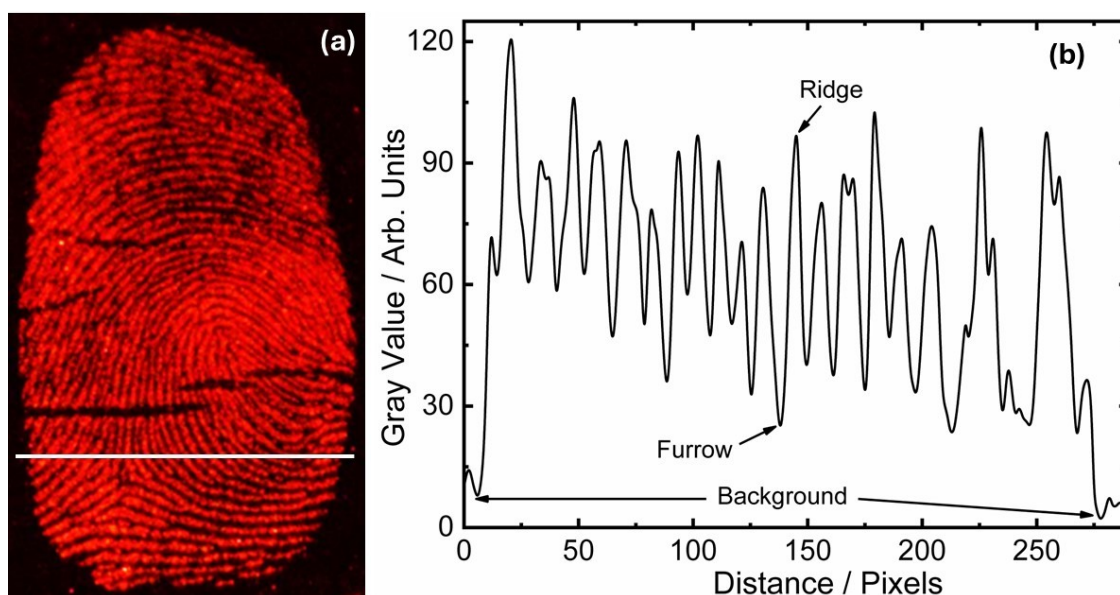 (a)
(b)
Gray Value / Arb. Units
120
90
60
30
0
Ridge
Furrow
Background
0 50 100 150 200 250
Distance / Pixels